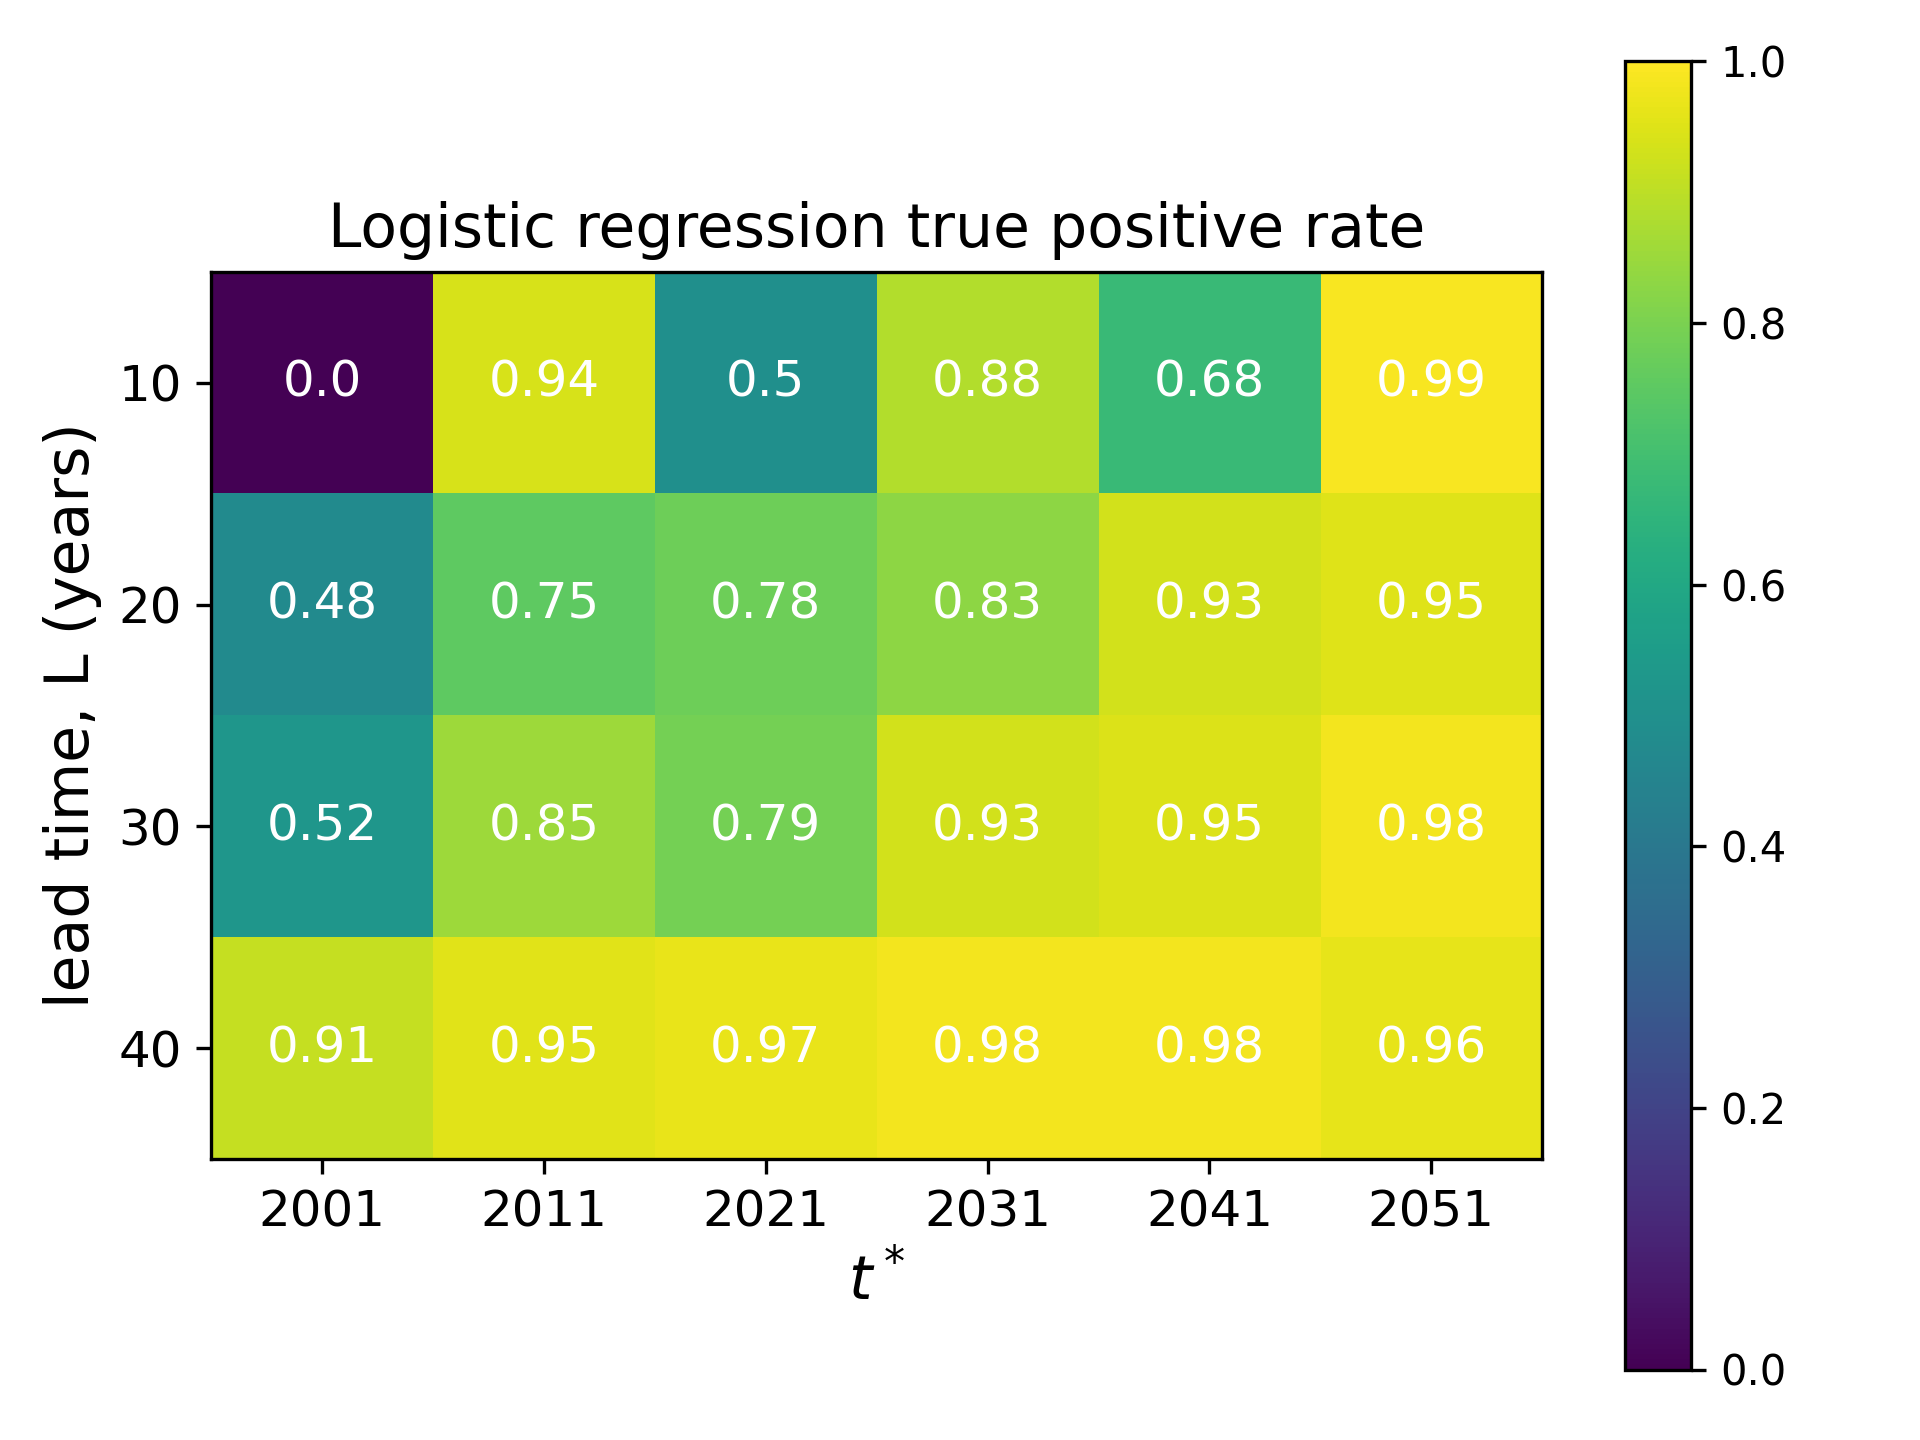 Logistic regression true positive rate
lead time, L (years)
10 0.0 0.94 0.5 0.88 0.68 0.99
20 0.48 0.75 0.78 0.83 0.93 0.95
30 0.52 0.85 0.79 0.93 0.95 0.98
40 0.91 0.95 0.97 0.98 0.98 0.96
2001 2011 2021 2031 2041 2051
t*
1.0
0.8
0.6
0.4
0.2
0.0